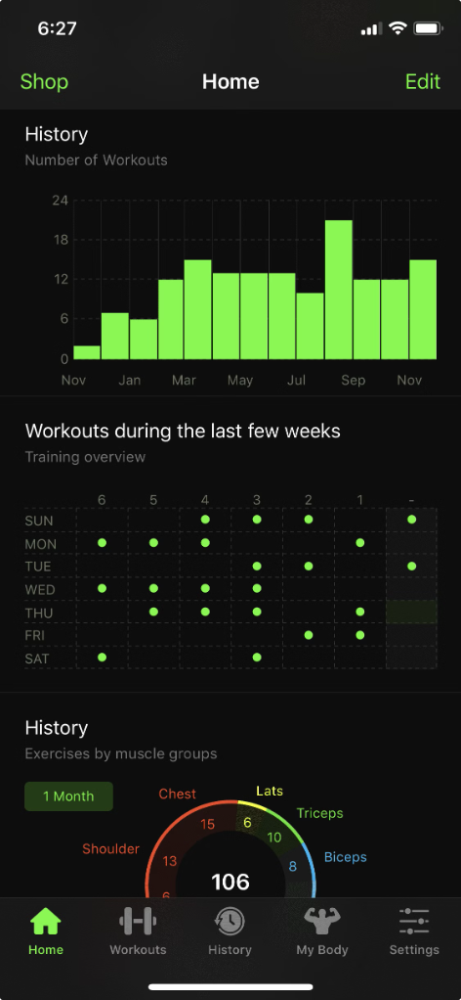 6:27
Shop Home Edit
History
Number of Workouts
24
18
12
6
0
Nov Jan Mar May Jul Sep Nov
Workouts during the last few weeks
Training overview
6 5 4 3 2 1 -
SUN
MON
TUE
WED
THU
FRI
SAT
History
Exercises by muscle groups
1 Month
Chest Lats
Triceps
Shoulder Biceps
15 6
10
13 8
106
6
Home Workouts History My Body Settings